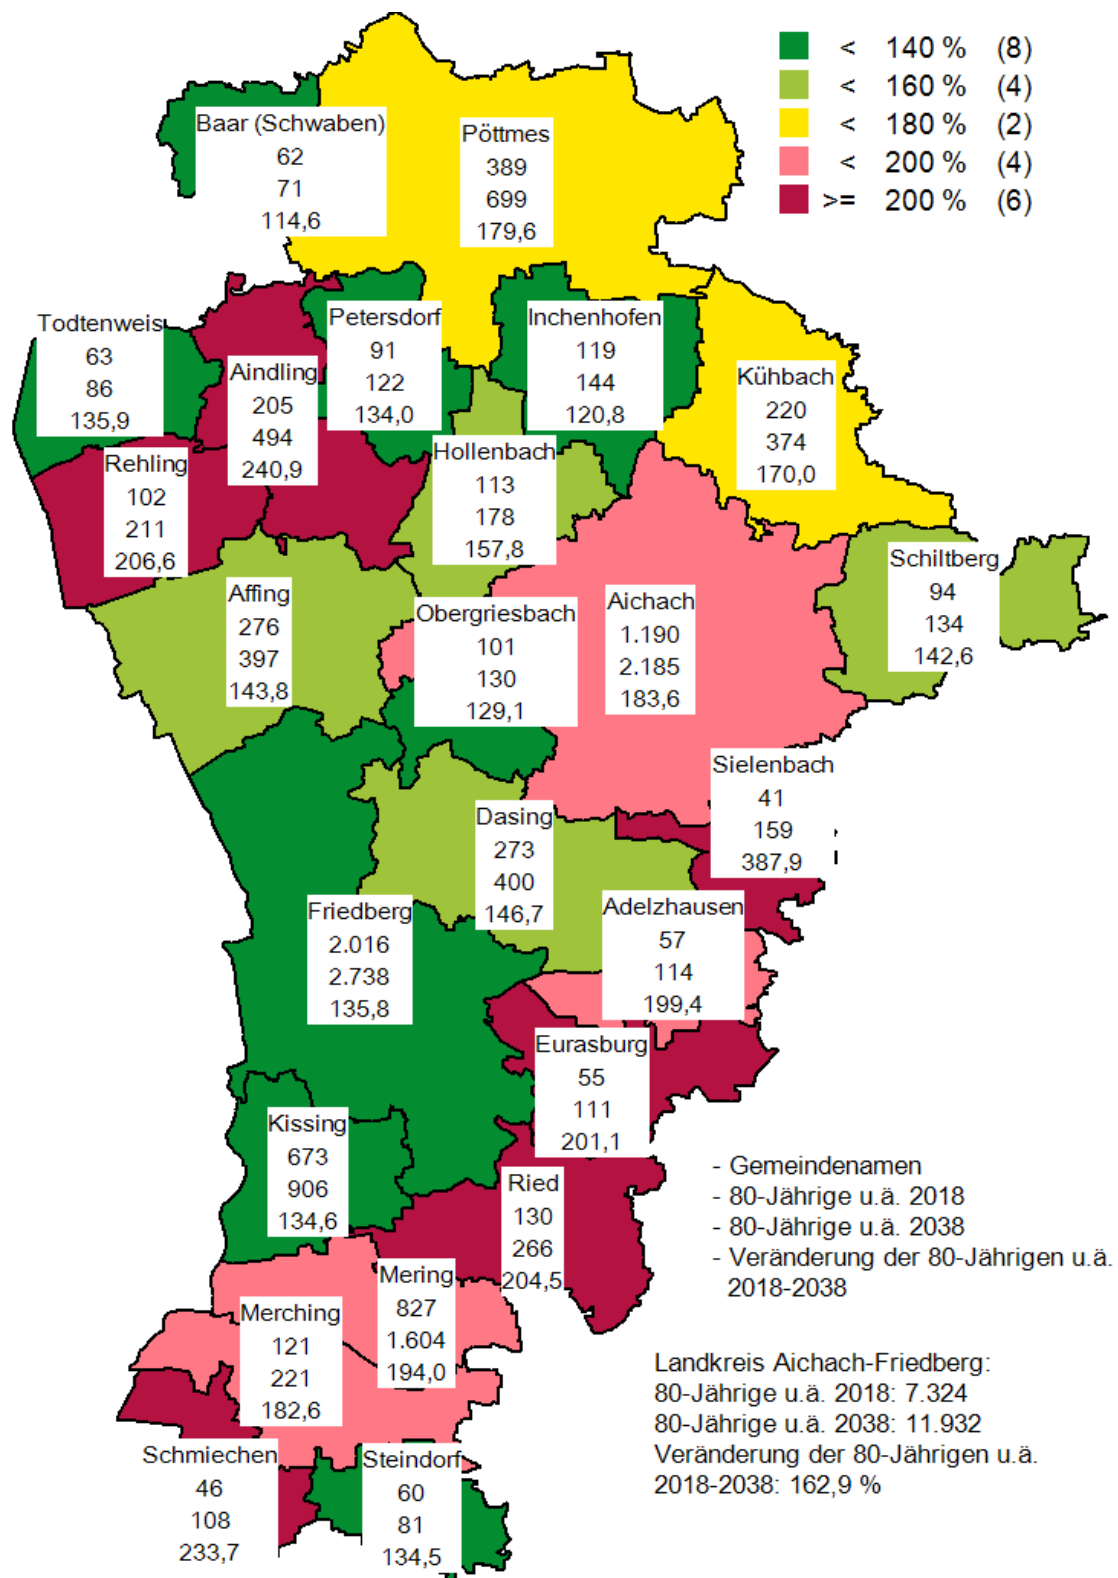 < 140 % (8)
< 160 % (4)
< 180 % (2)
< 200 % (4)
>= 200 % (6)
Baar (Schwaben)
62
71
114,6
Pöttmes
389
699
179,6
Todtenweis
63
86
135,9
Aindling
205
494
240,9
Petersdorf
91
122
134,0
Inchenhofen
119
144
120,8
Kühbach
220
374
170,0
Rehling
102
211
206,6
Hollenbach
113
178
157,8
Schiltberg
94
134
142,6
Affing
276
397
143,8
Obergriesbach
101
130
129,1
Aichach
1.190
2.185
183,6
Sielenbach
41
159
387,9
Dasing
273
400
146,7
Friedberg
2.016
2.738
135,8
Adelzhausen
57
114
199,4
Eurasburg
55
111
201,1
Kissing
673
906
134,6
Ried
130
266
204,5
Mering
827
1.604
194,0
Merching
121
221
182,6
Schmiechen
46
108
233,7
Steindorf
60
81
134,5
- Gemeindenamen
- 80-Jährige u.ä. 2018
- 80-Jährige u.ä. 2038
- Veränderung der 80-Jährigen u.ä.
2018-2038
Landkreis Aichach-Friedberg:
80-Jährige u.ä. 2018: 7.324
80-Jährige u.ä. 2038: 11.932
Veränderung der 80-Jährigen u.ä.
2018-2038: 162,9 %